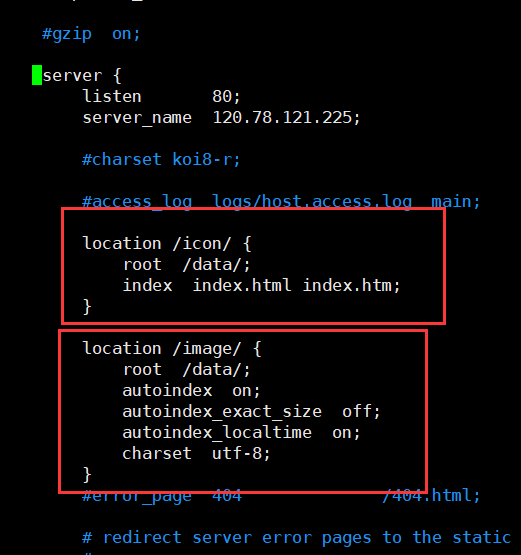 #gzip  on;
server {
listen       80;
server_name  120.78.121.225;
#charset koi8-r;
#access_log  logs/host.access.log  main;
location /icon/ {
root  /data/;
index  index.html index.htm;
}
location /image/ {
root  /data/;
autoindex  on;
autoindex_exact_size  off;
autoindex_localtime  on;
charset  utf-8;
}
#error_page  404              /404.html;
# redirect server error pages to the static
#